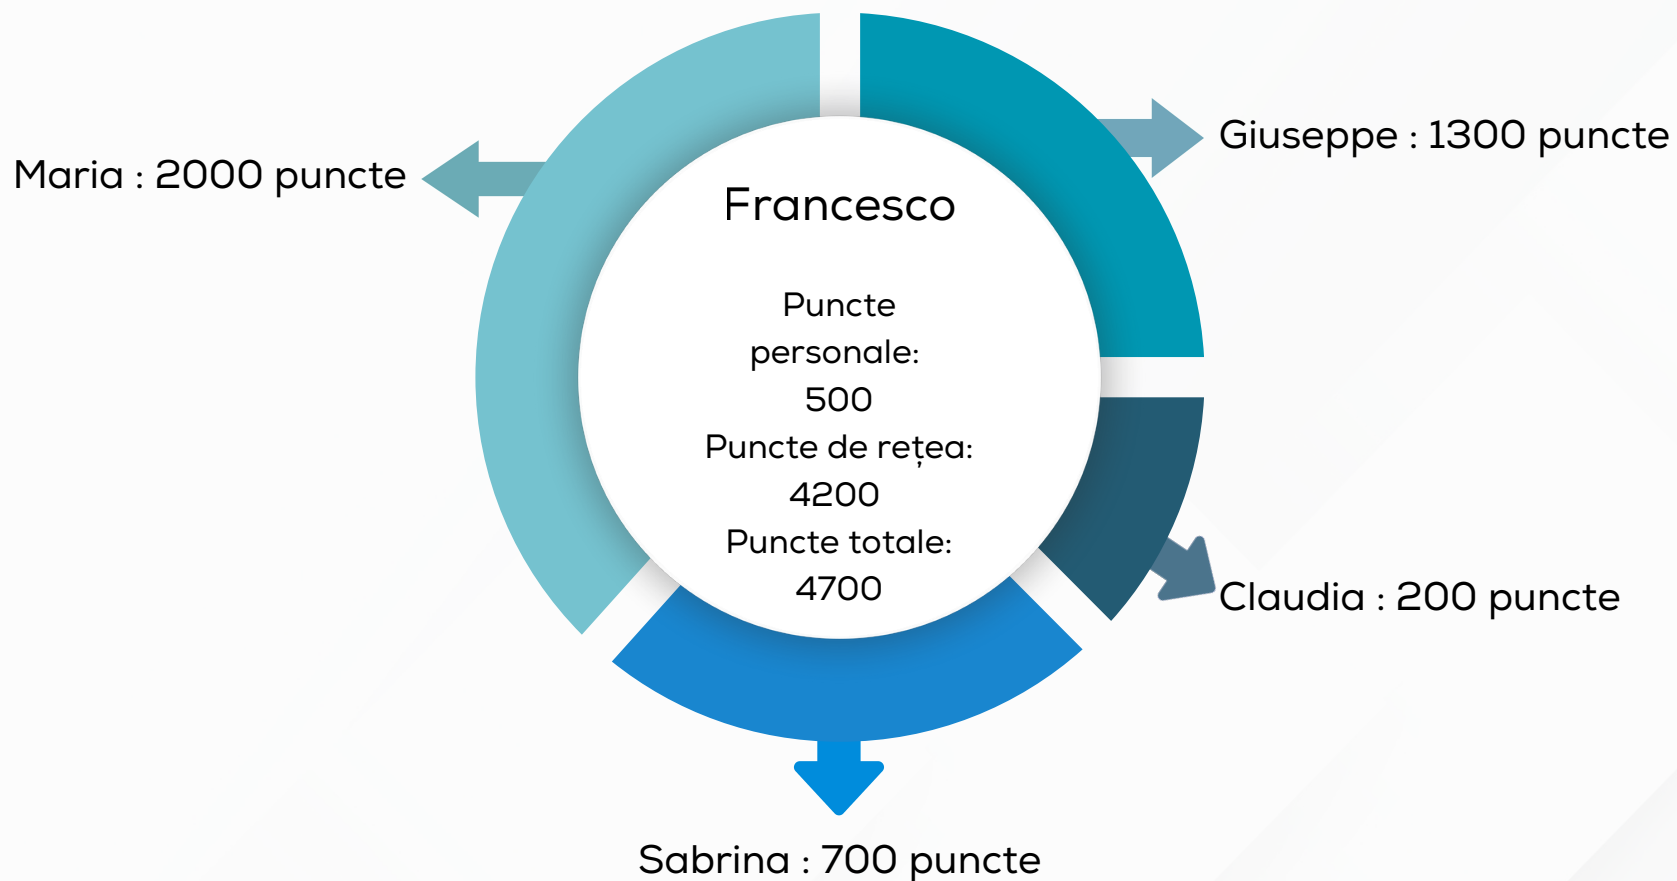 Giuseppe : 1300 puncte
Maria : 2000 puncte
Francesco
Puncte
personale:
500
Puncte de rețea:
4200
Puncte totale:
4700
Claudia : 200 puncte
Sabrina : 700 puncte